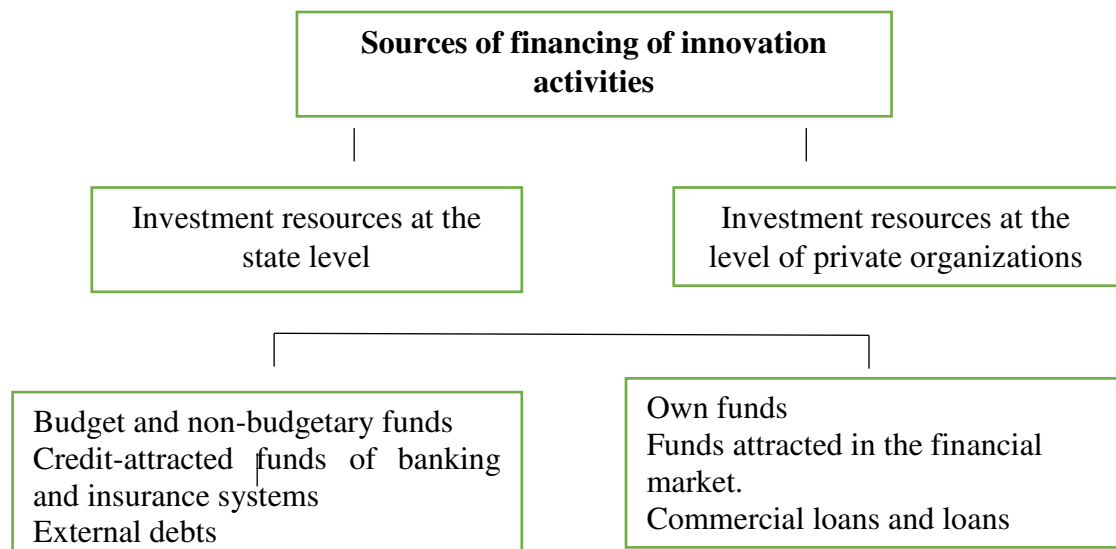 Sources of financing of innovation
activities
Investment resources at the
state level
Investment resources at the
level of private organizations
Budget and non-budgetary funds
Credit-attracted funds of banking
and insurance systems
External debts
Own funds
Funds attracted in the financial
market.
Commercial loans and loans